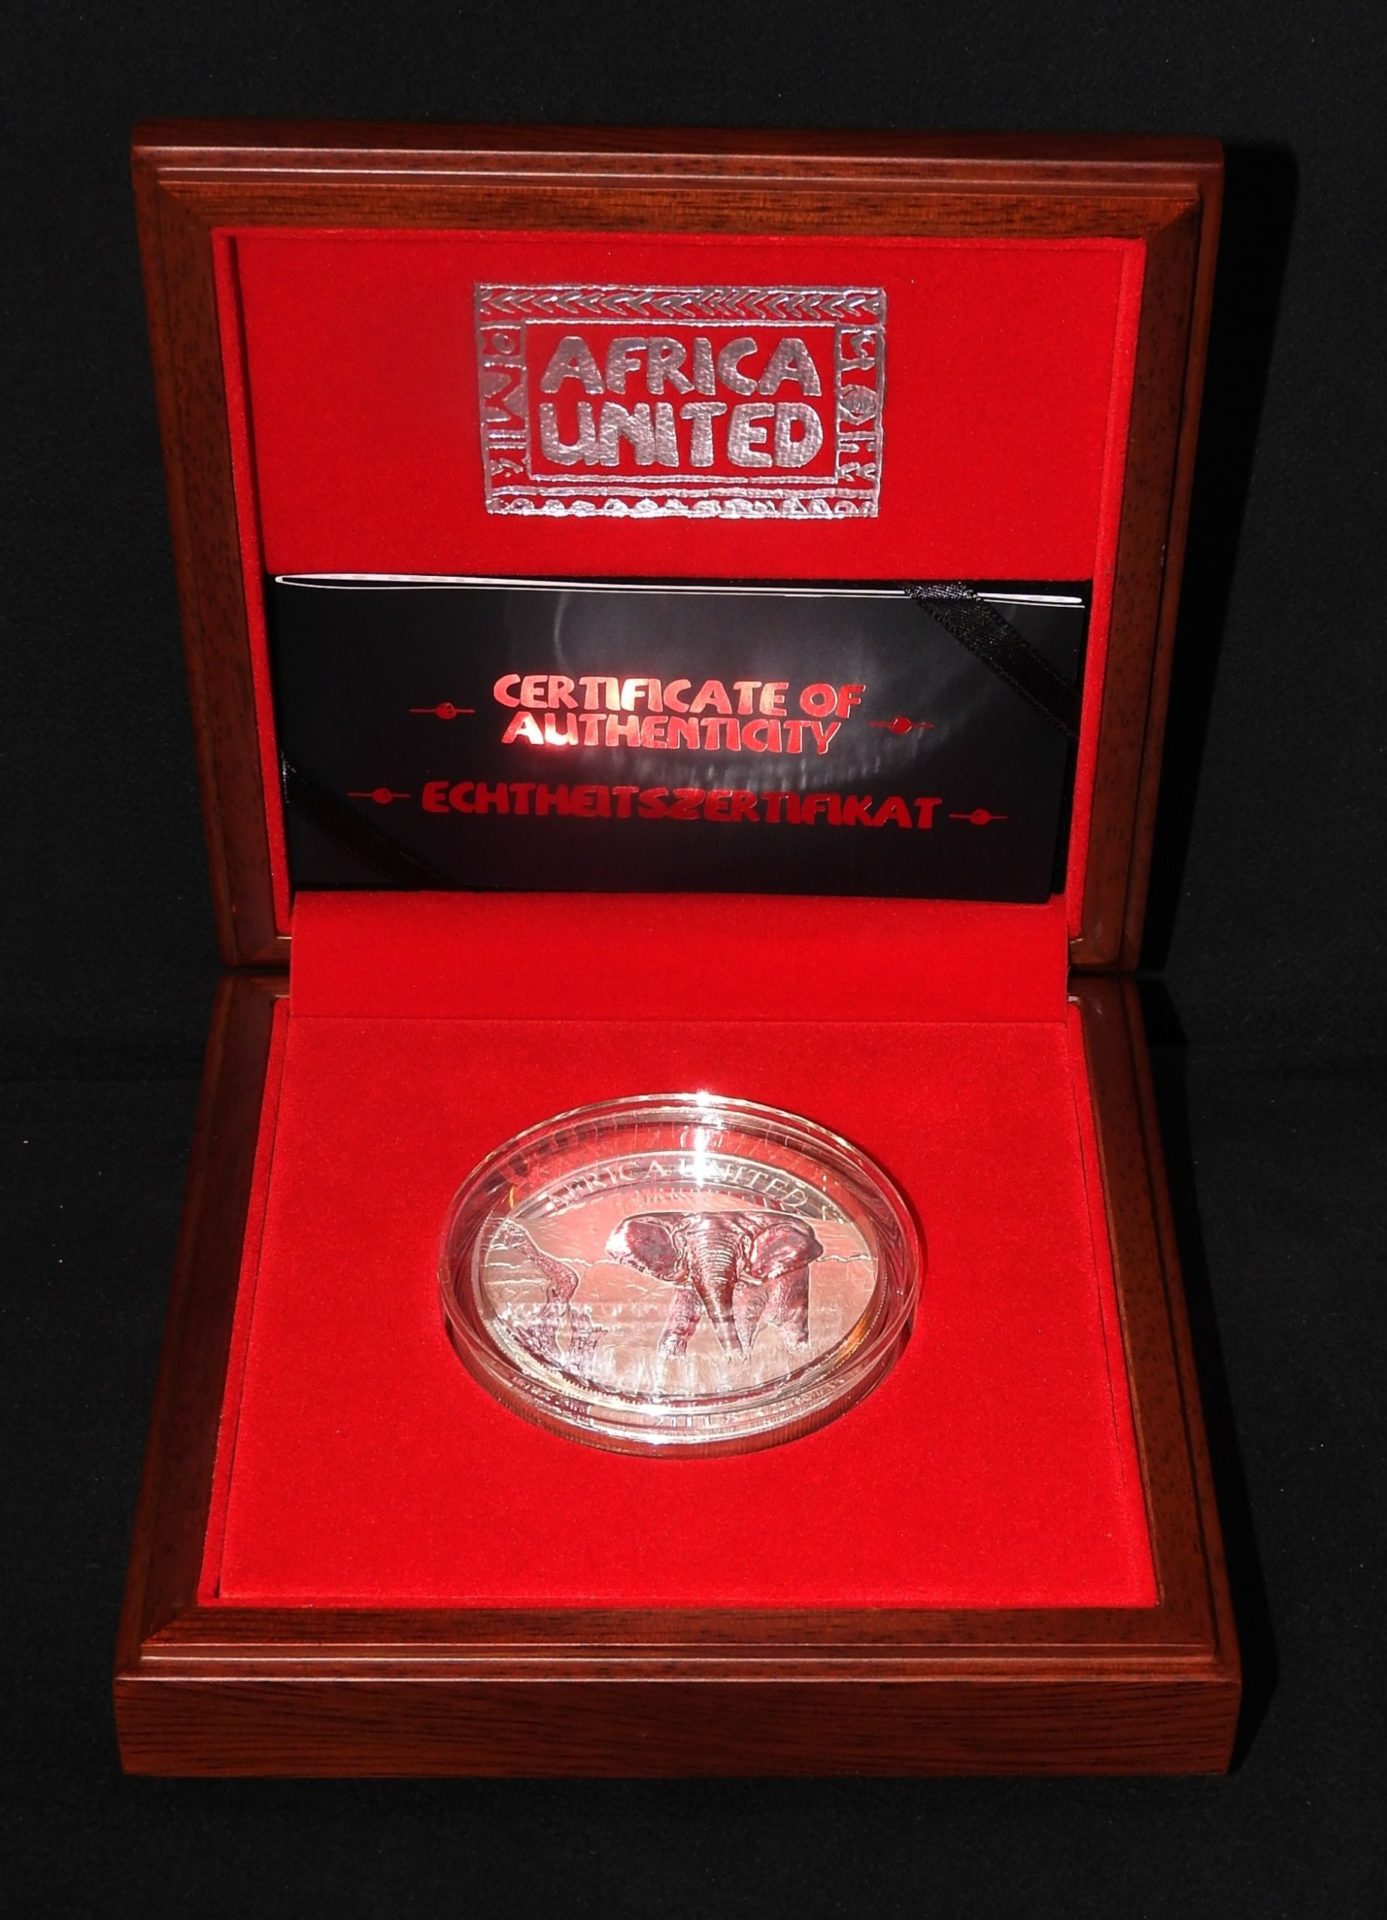 AFRICA
UNITED
CERTIFICATE OF
AUTHENTICITY
ECHTHEITSZERTIFIKAT
AFRICA UNITED